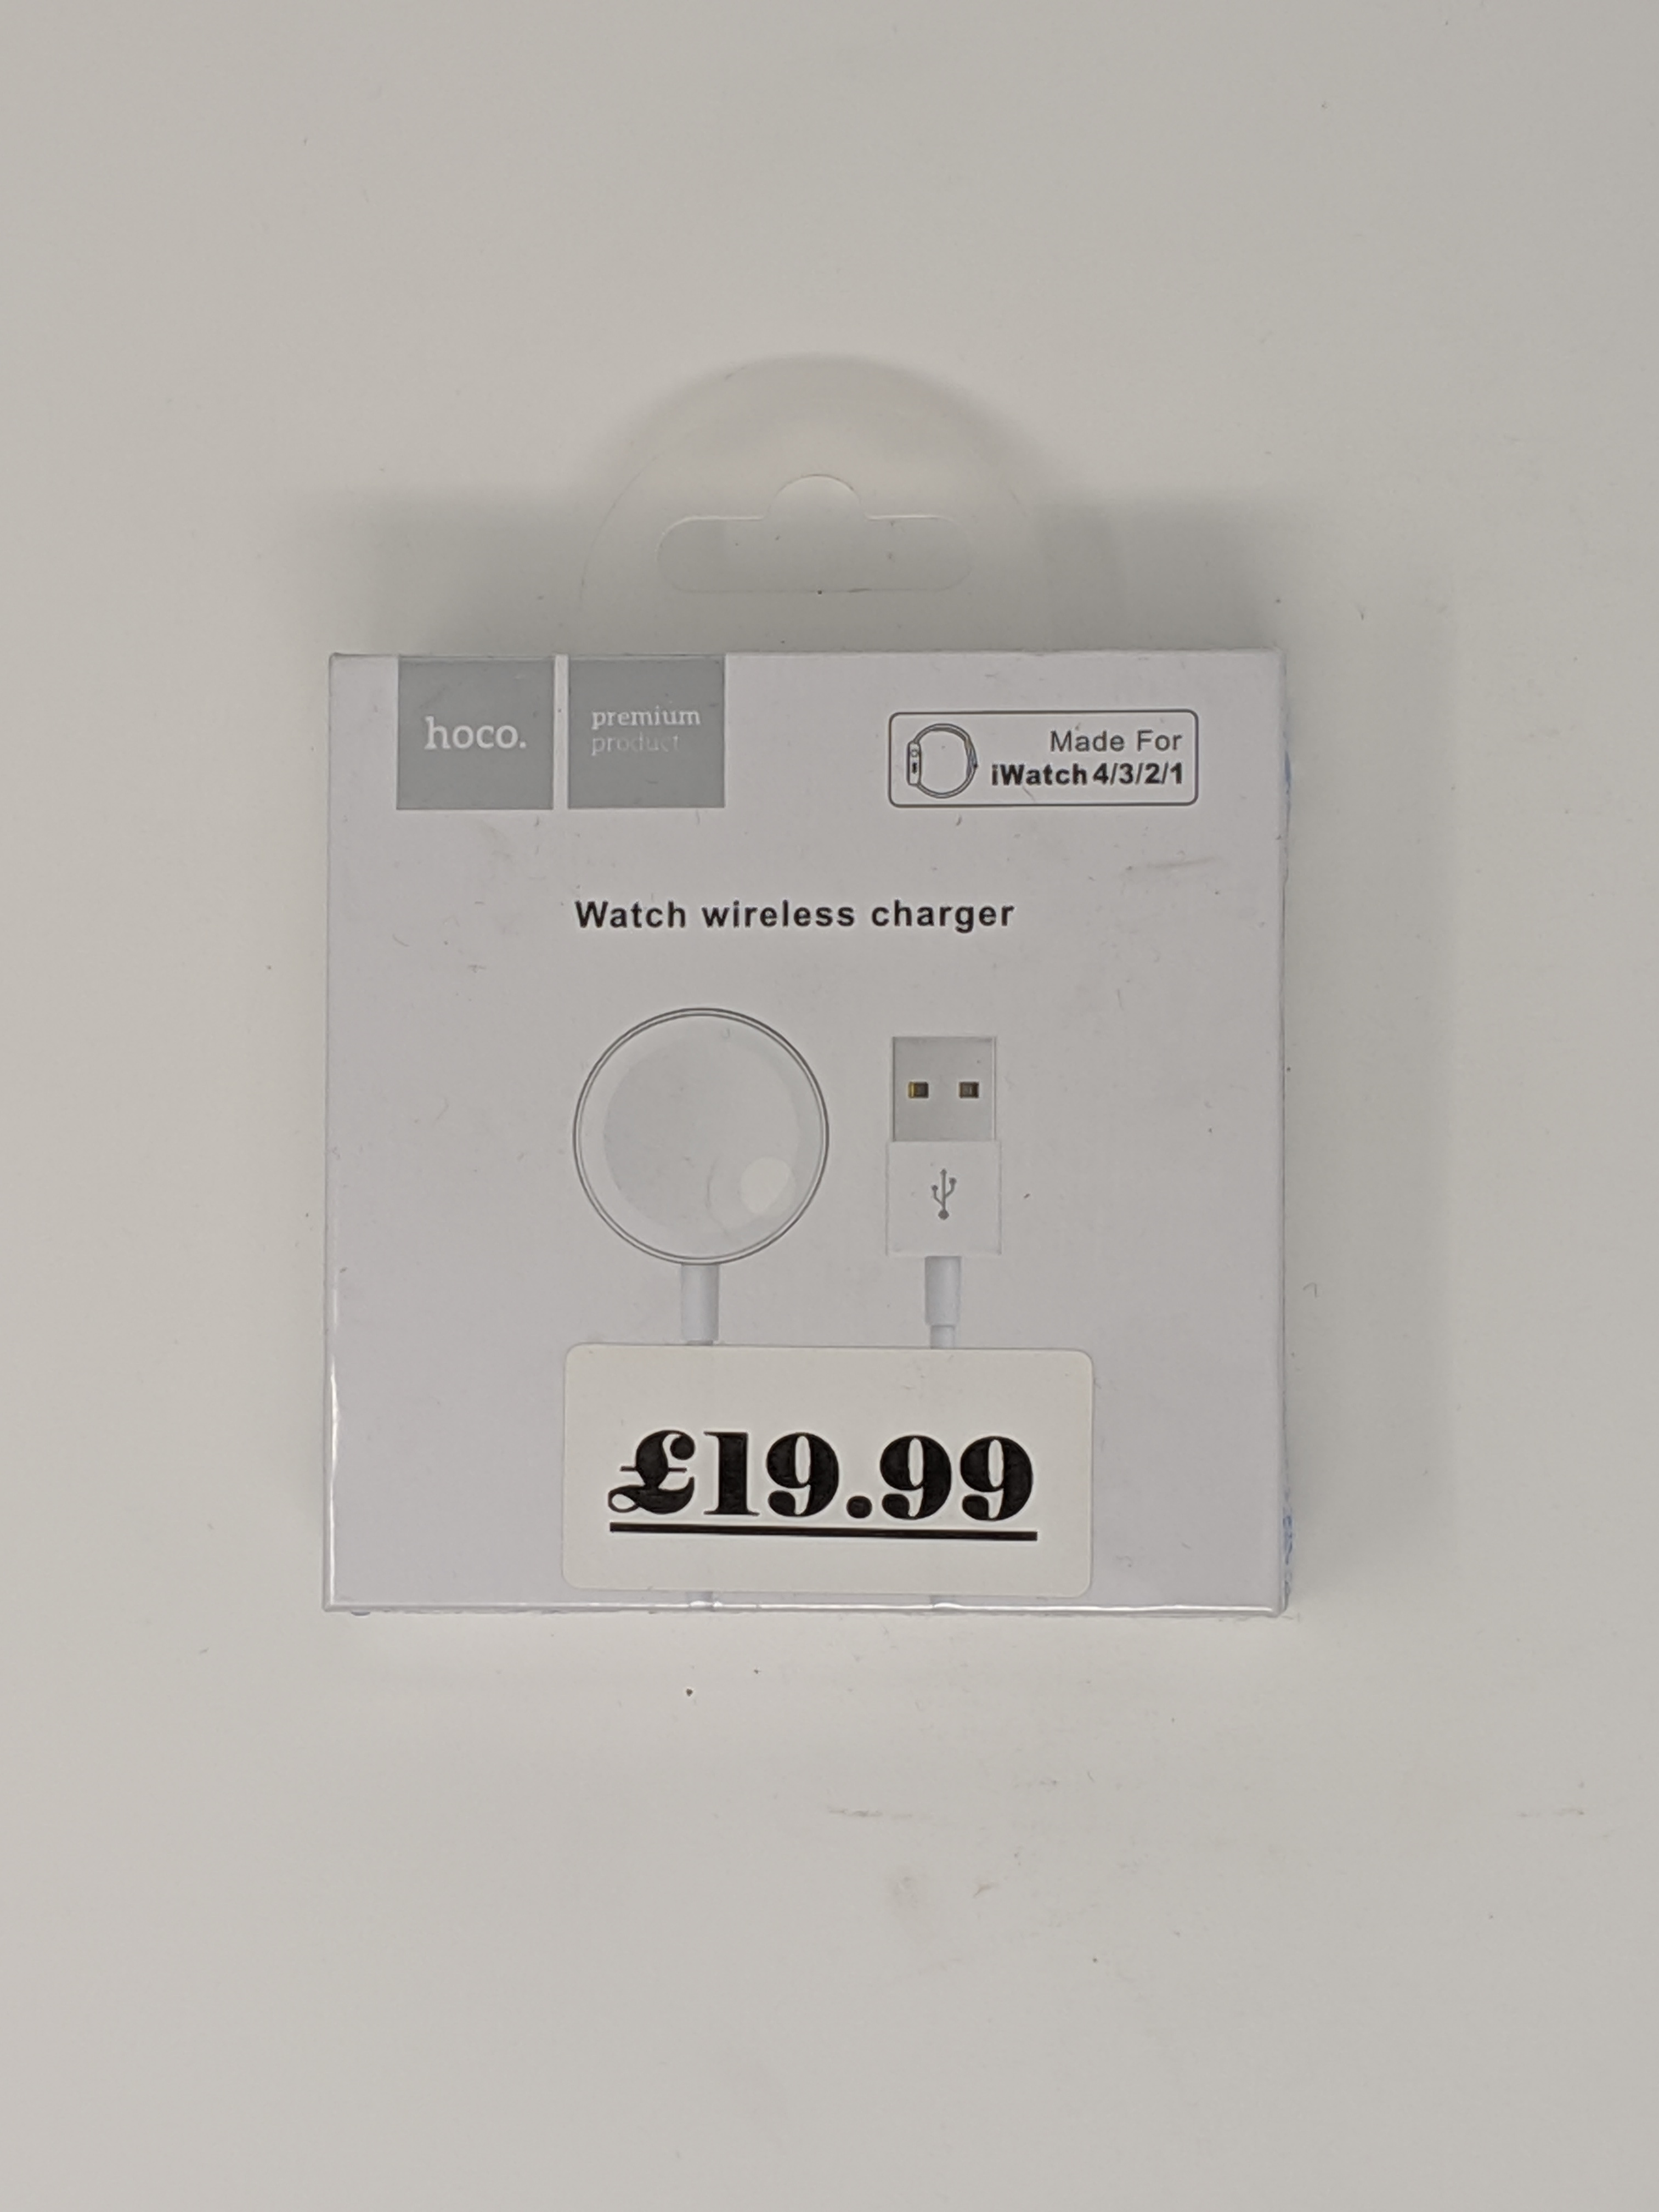 hoco.
premium
product
Made For
iWatch 4/3/2/1
Watch wireless charger
£19.99